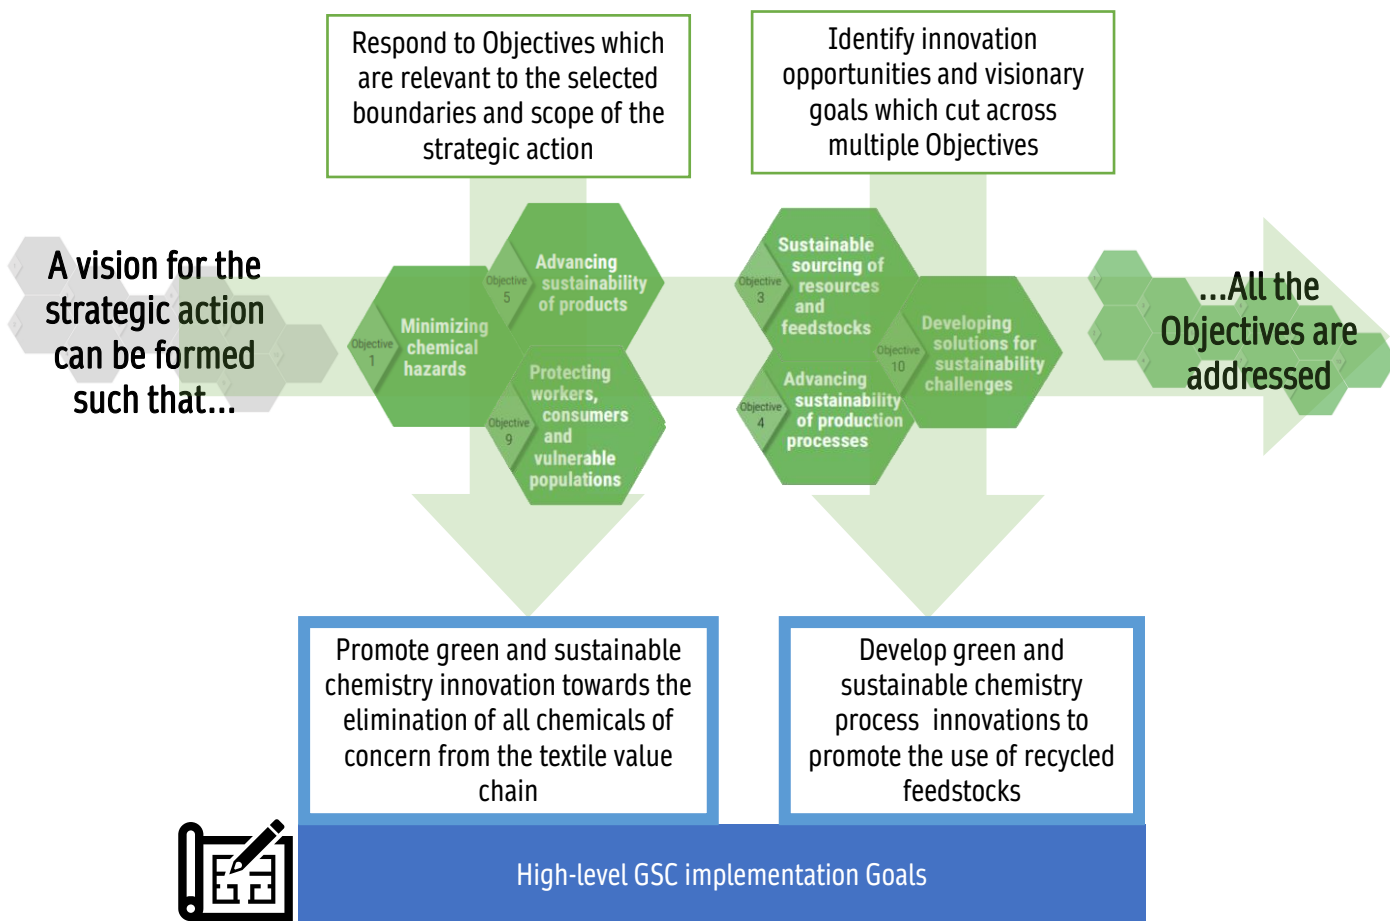 Respond to Objectives which
are relevant to the selected
boundaries and scope of the
strategic action
Identify innovation
opportunities and visionary
goals which cut across
multiple Objectives
A vision for the
strategic action
can be formed
such that...
Objective
1
Minimizing
chemical
hazards
Objective
5
Advancing
sustainability
of products
Objective
9
Protecting
workers,
consumers
and
vulnerable
populations
Objective
3
Sustainable
sourcing of
resources
and
feedstocks
Objective
4
Advancing
sustainability
of production
processes
Objective
10
Developing
solutions for
sustainability
challenges
...All the
Objectives are
addressed
Promote green and sustainable
chemistry innovation towards the
elimination of all chemicals of
concern from the textile value
chain
Develop green and
sustainable chemistry
process  innovations to
promote the use of recycled
feedstocks
High-level GSC implementation Goals